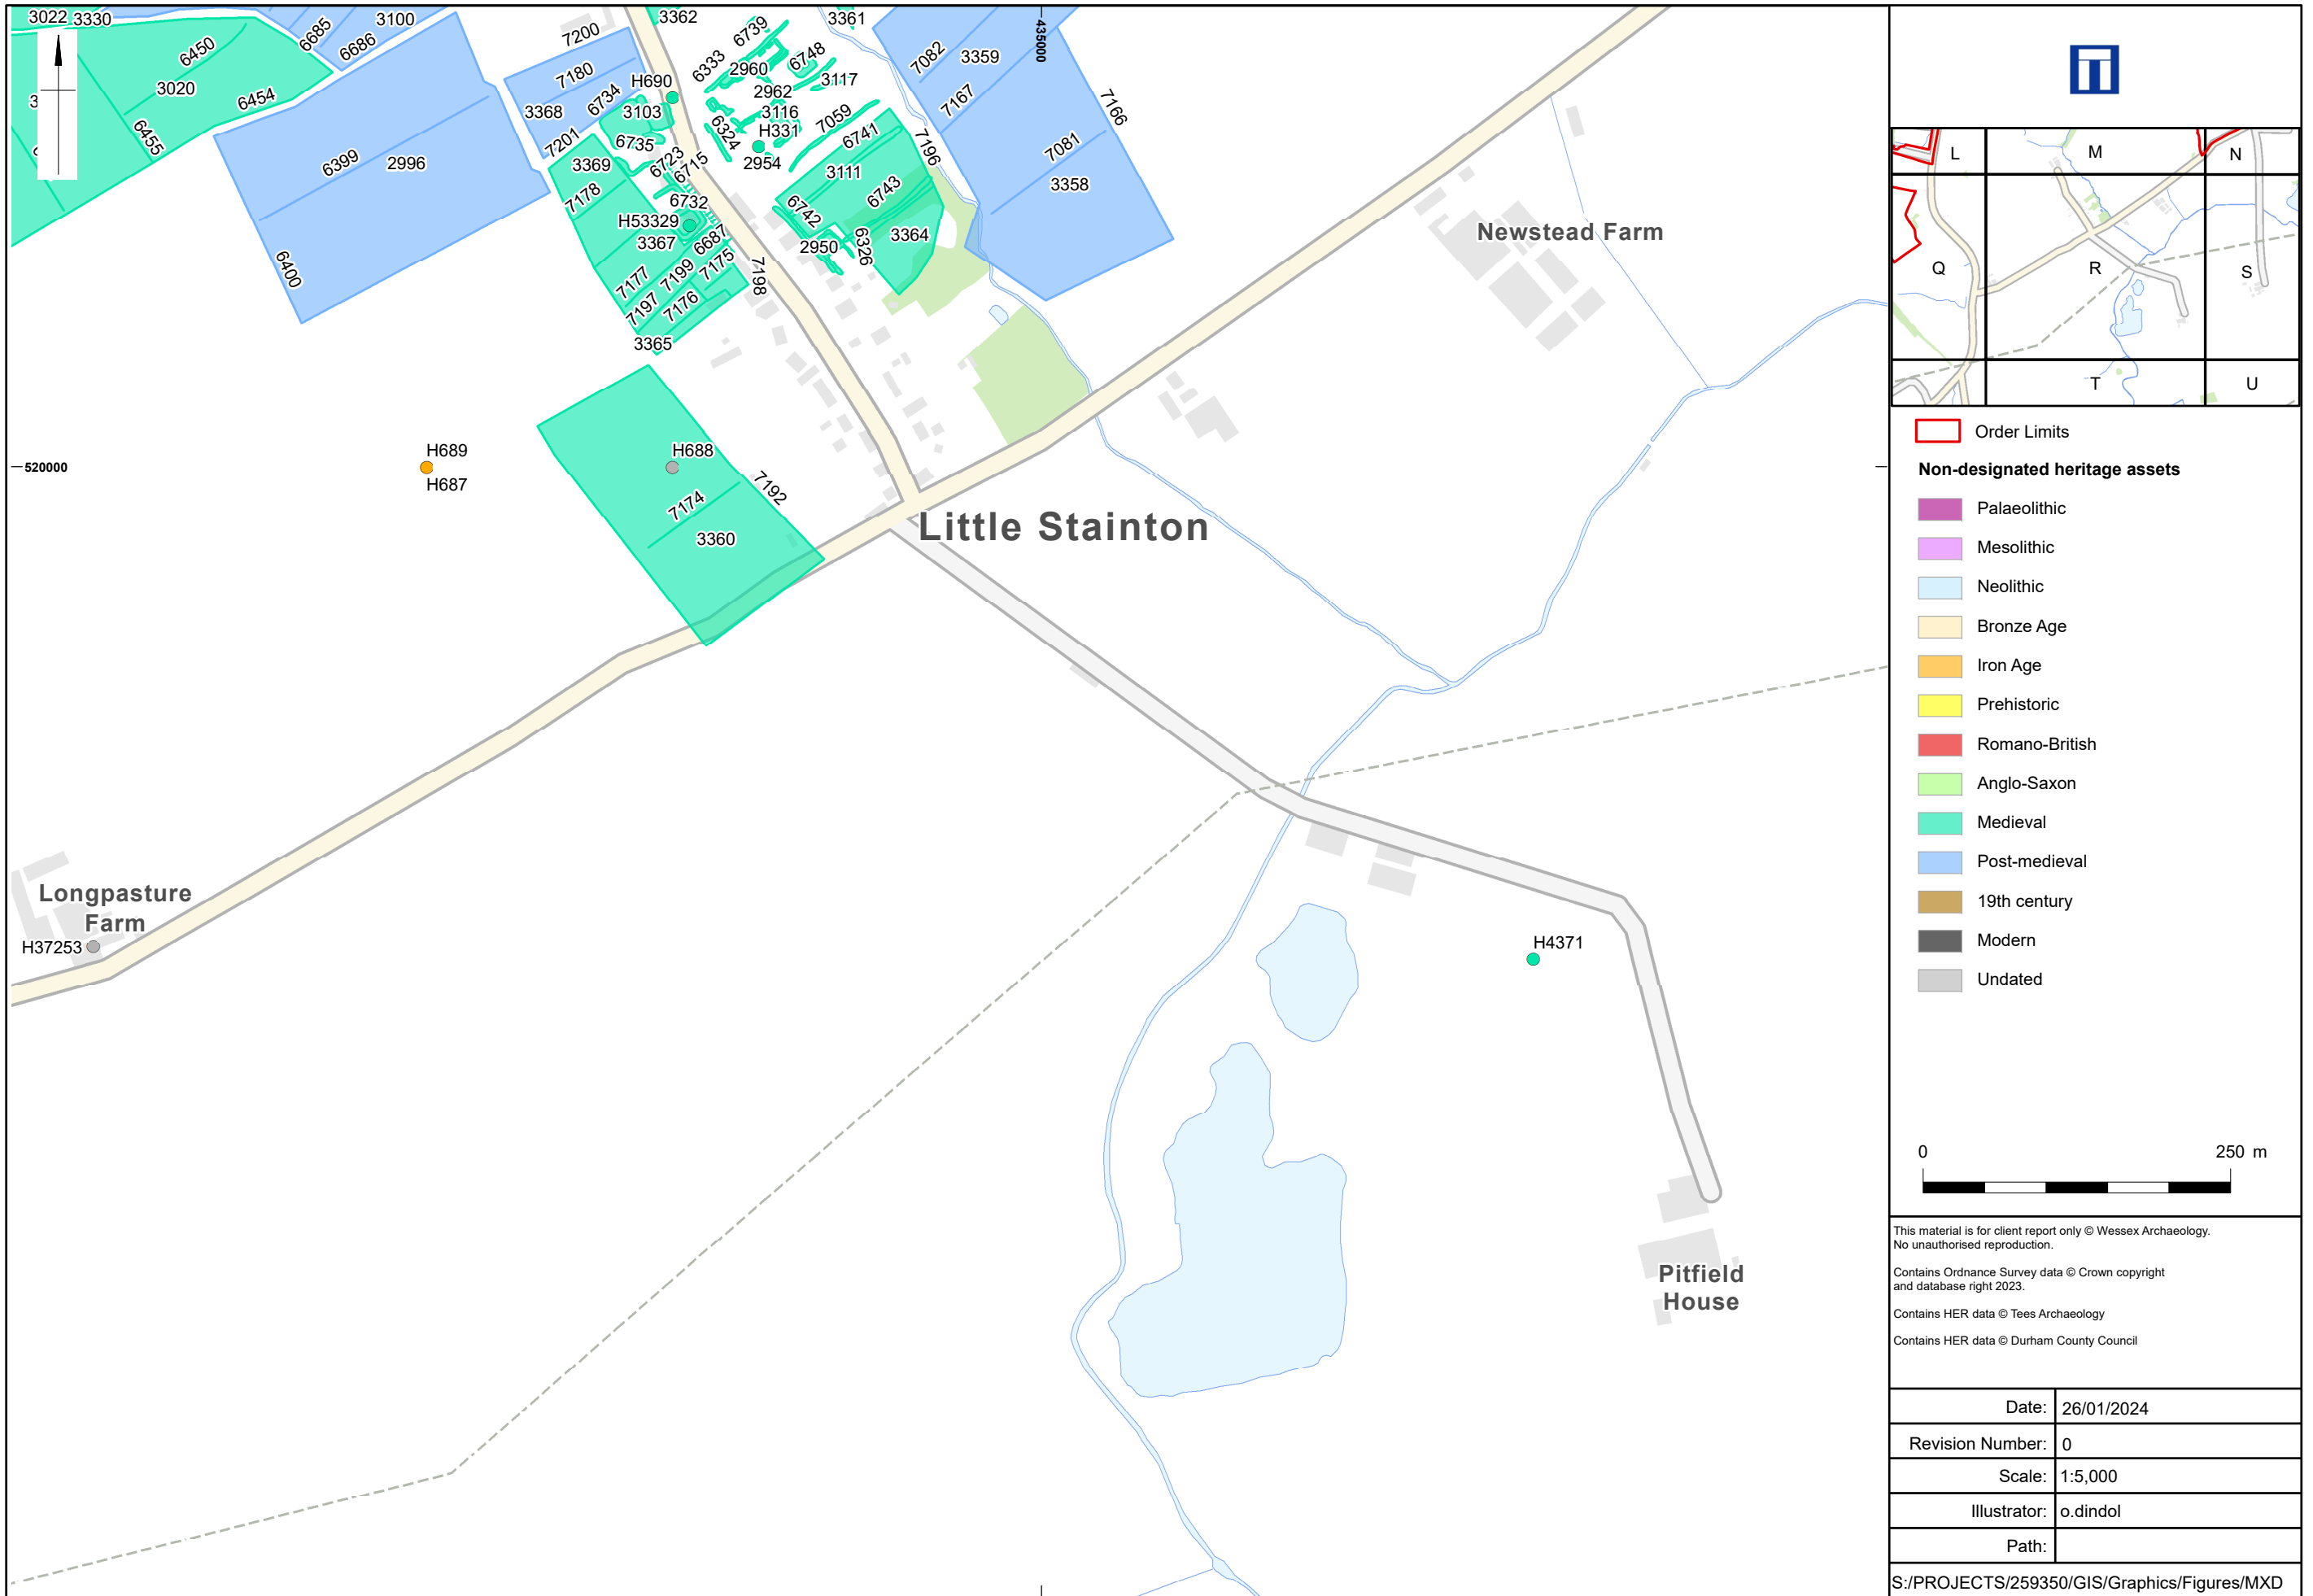 3022 3330
6450
3020
6454
6455
6685
3100
6686
6399
2996
6400
7200
7180
3368
6734
7201
H690
3103
6735
3362
6333
6739
2960
6748
3361
2962
3117
3116
H331
6324
7059
2954
6741
3111
6743
6742
2950
6326
3364
7196
3369
7178
6723
6715
6732
H53329
3367
6687
7177
7199
7175
7197
7176
7198
3365
7082
3359
7167
7166
7081
3358
435000
520000
H689
H687
H688
7192
7174
3360
Newstead Farm
Little Stainton
Longpasture
Farm
H37253
H4371
Pitfield
House
L
M
N
Q
R
S
T
U
Order Limits
Non-designated heritage assets
Palaeolithic
Mesolithic
Neolithic
Bronze Age
Iron Age
Prehistoric
Romano-British
Anglo-Saxon
Medieval
Post-medieval
19th century
Modern
Undated
0 250 m
This material is for client report only © Wessex Archaeology.
No unauthorised reproduction.
Contains Ordnance Survey data © Crown copyright
and database right 2023.
Contains HER data © Tees Archaeology
Contains HER data © Durham County Council
Date: 26/01/2024
Revision Number: 0
Scale: 1:5,000
Illustrator: o.dindol
Path:
S:/PROJECTS/259350/GIS/Graphics/Figures/MXD